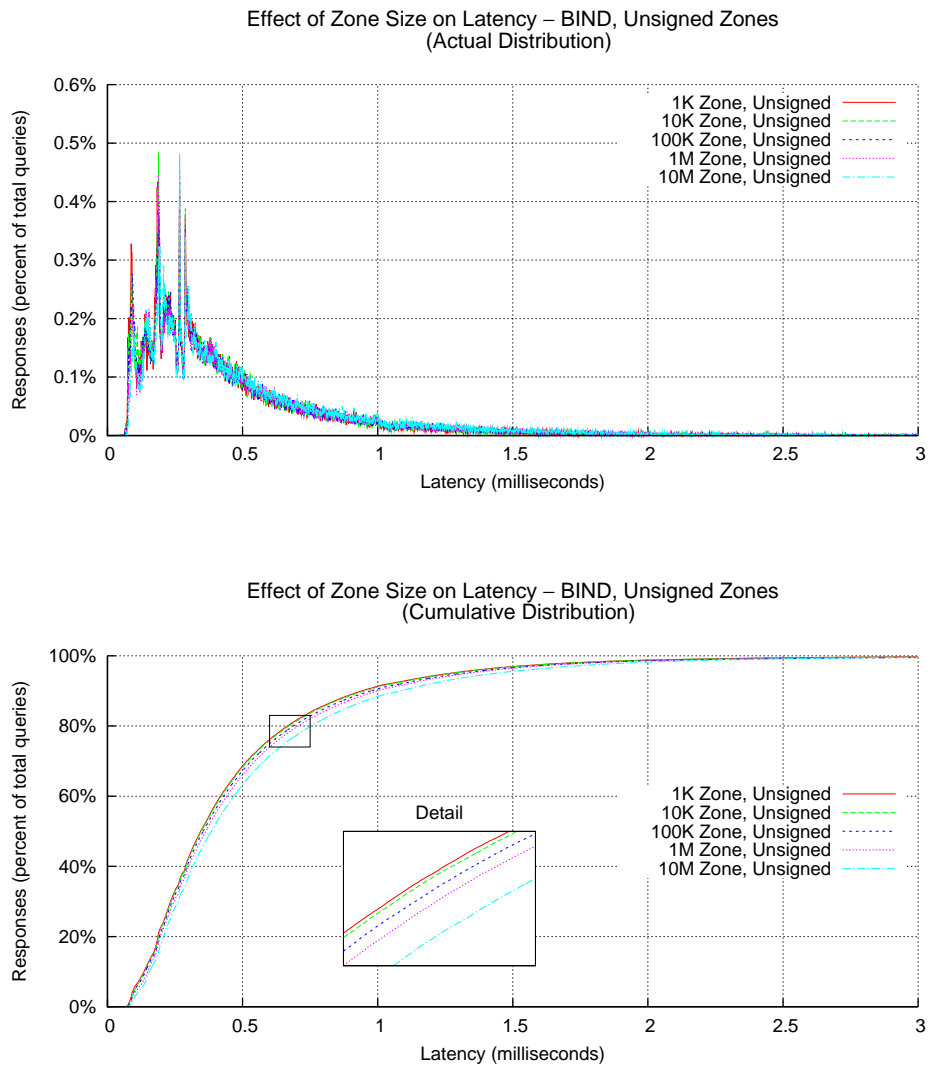 Effect of Zone Size on Latency – BIND, Unsigned Zones
(Actual Distribution)
Responses (percent of total queries)
0.6%
0.5%
0.4%
0.3%
0.2%
0.1%
0%
1K Zone, Unsigned
10K Zone, Unsigned
100K Zone, Unsigned
1M Zone, Unsigned
10M Zone, Unsigned
0 0.5 1 1.5 2 2.5 3
Latency (milliseconds)
Effect of Zone Size on Latency – BIND, Unsigned Zones
(Cumulative Distribution)
Responses (percent of total queries)
100%
80%
60%
40%
20%
0%
1K Zone, Unsigned
10K Zone, Unsigned
100K Zone, Unsigned
1M Zone, Unsigned
10M Zone, Unsigned
Detail
0 0.5 1 1.5 2 2.5 3
Latency (milliseconds)